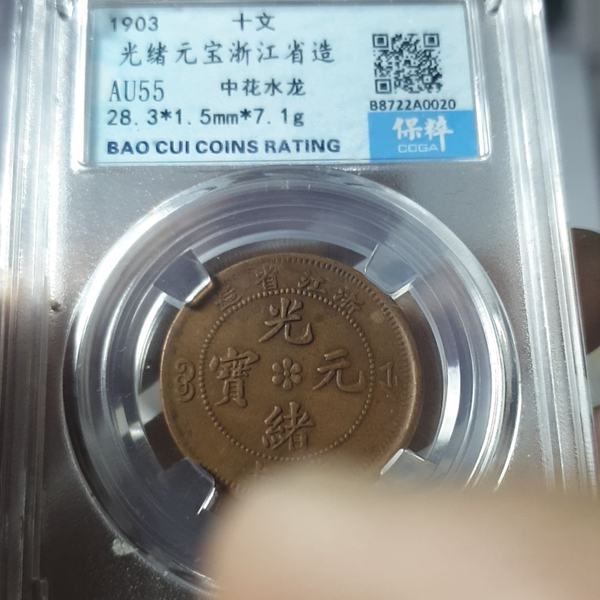 1903 十文
光绪元宝浙江省造
AU55 中花水龙
28.3*1.5mm*7.1g
B8722A0020
保粹
COGA
BAO CUI COINS RATING
浙江省造
光
寶 元
緒